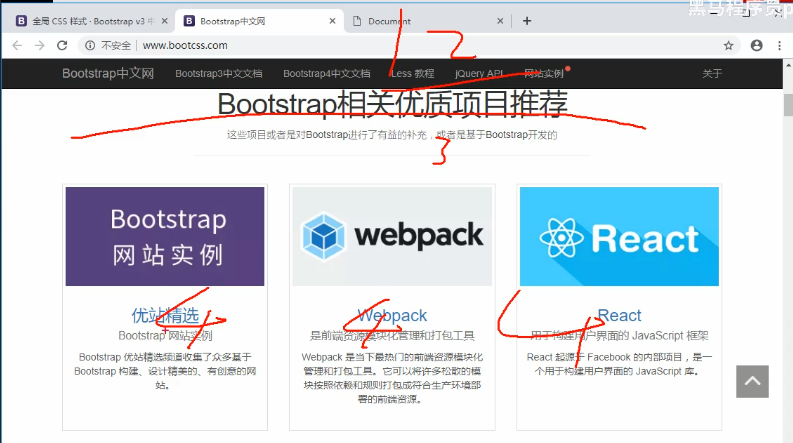 黑马程序员p
全局 CSS 样式 · Bootstrap v3 中
Bootstrap中文网
Document
不安全 | www.bootcss.com
Bootstrap中文网 Bootstrap3中文文档 Bootstrap4中文文档 Less 教程 jQuery API 网站实例 关于
12
Bootstrap相关优质项目推荐
这些项目或者是对Bootstrap进行了有益的补充，或者是基于Bootstrap开发的
3
Bootstrap
网站实例
webpack
React
优站精选
Bootstrap 网站实例
Bootstrap 优站精选频道收集了众多基于
Bootstrap 构建、设计精美的、有创意的网
站。
Webpack
是前端资源模块化管理和打包工具
Webpack 是当下最热门的前端资源模块化
管理和打包工具。它可以将许多松散的模
块按照依赖和规则打包成符合生产环境部
署的前端资源。
React
用于构建用户界面的 JavaScript 框架
React 起源于 Facebook 的内部项目，是一
个用于构建用户界面的 JavaScript 库。
4
4
4